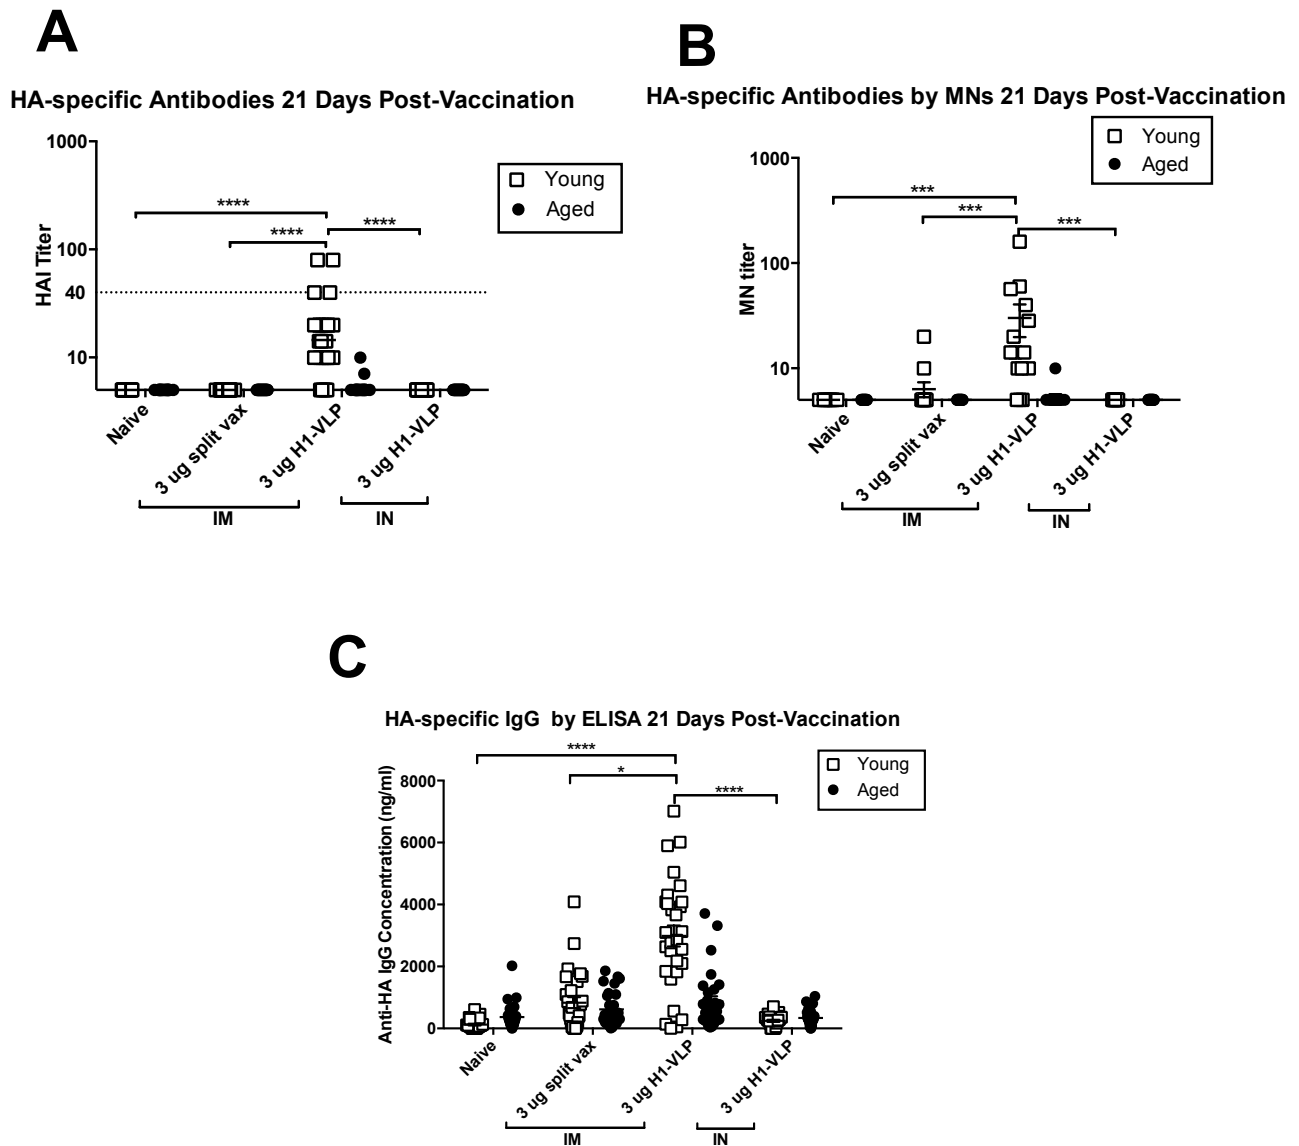 A
HA-specific Antibodies 21 Days Post-Vaccination
1000
100
40
10
HAI Titer
****
****
****
Young
Aged
Naive
3 ug split vax
3 ug H1-VLP
3 ug H1-VLP
IM
IN
B
HA-specific Antibodies by MNs 21 Days Post-Vaccination
1000
100
10
MN titer
***
***
***
Young
Aged
Naive
3 ug split vax
3 ug H1-VLP
3 ug H1-VLP
IM
IN
C
HA-specific IgG by ELISA 21 Days Post-Vaccination
8000
6000
4000
2000
0
Anti-HA IgG Concentration (ng/ml)
****
*
****
Young
Aged
Naive
3 ug split vax
3 ug H1-VLP
3 ug H1-VLP
IM
IN